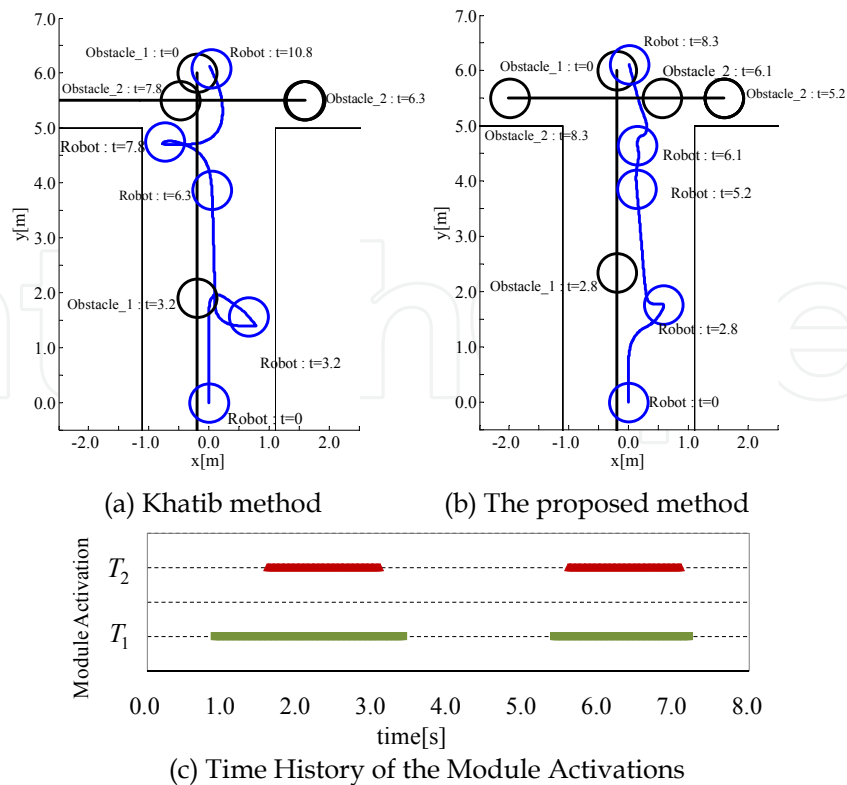 7.0
6.0
5.0
4.0
3.0
2.0
1.0
0.0
y[m]
Obstacle_1 : t=0
Robot : t=10.8
Obstacle_2 : t=7.8
Obstacle_2 : t=6.3
Robot : t=7.8
Robot : t=6.3
Obstacle_1 : t=3.2
Robot : t=3.2
Robot : t=0
-2.0 -1.0 0.0 1.0 2.0
x[m]
(a) Khatib method
7.0
6.0
5.0
4.0
3.0
2.0
1.0
0.0
y[m]
Robot : t=8.3
Obstacle_1 : t=0
Obstacle_2 : t=6.1
Obstacle_2 : t=5.2
Obstacle_2 : t=8.3
Robot : t=6.1
Robot : t=5.2
Obstacle_1 : t=2.8
Robot : t=2.8
Robot : t=0
-2.0 -1.0 0.0 1.0 2.0
x[m]
(b) The proposed method
Module Activation
T2
T1
0.0 1.0 2.0 3.0 4.0 5.0 6.0 7.0 8.0
time[s]
(c) Time History of the Module Activations